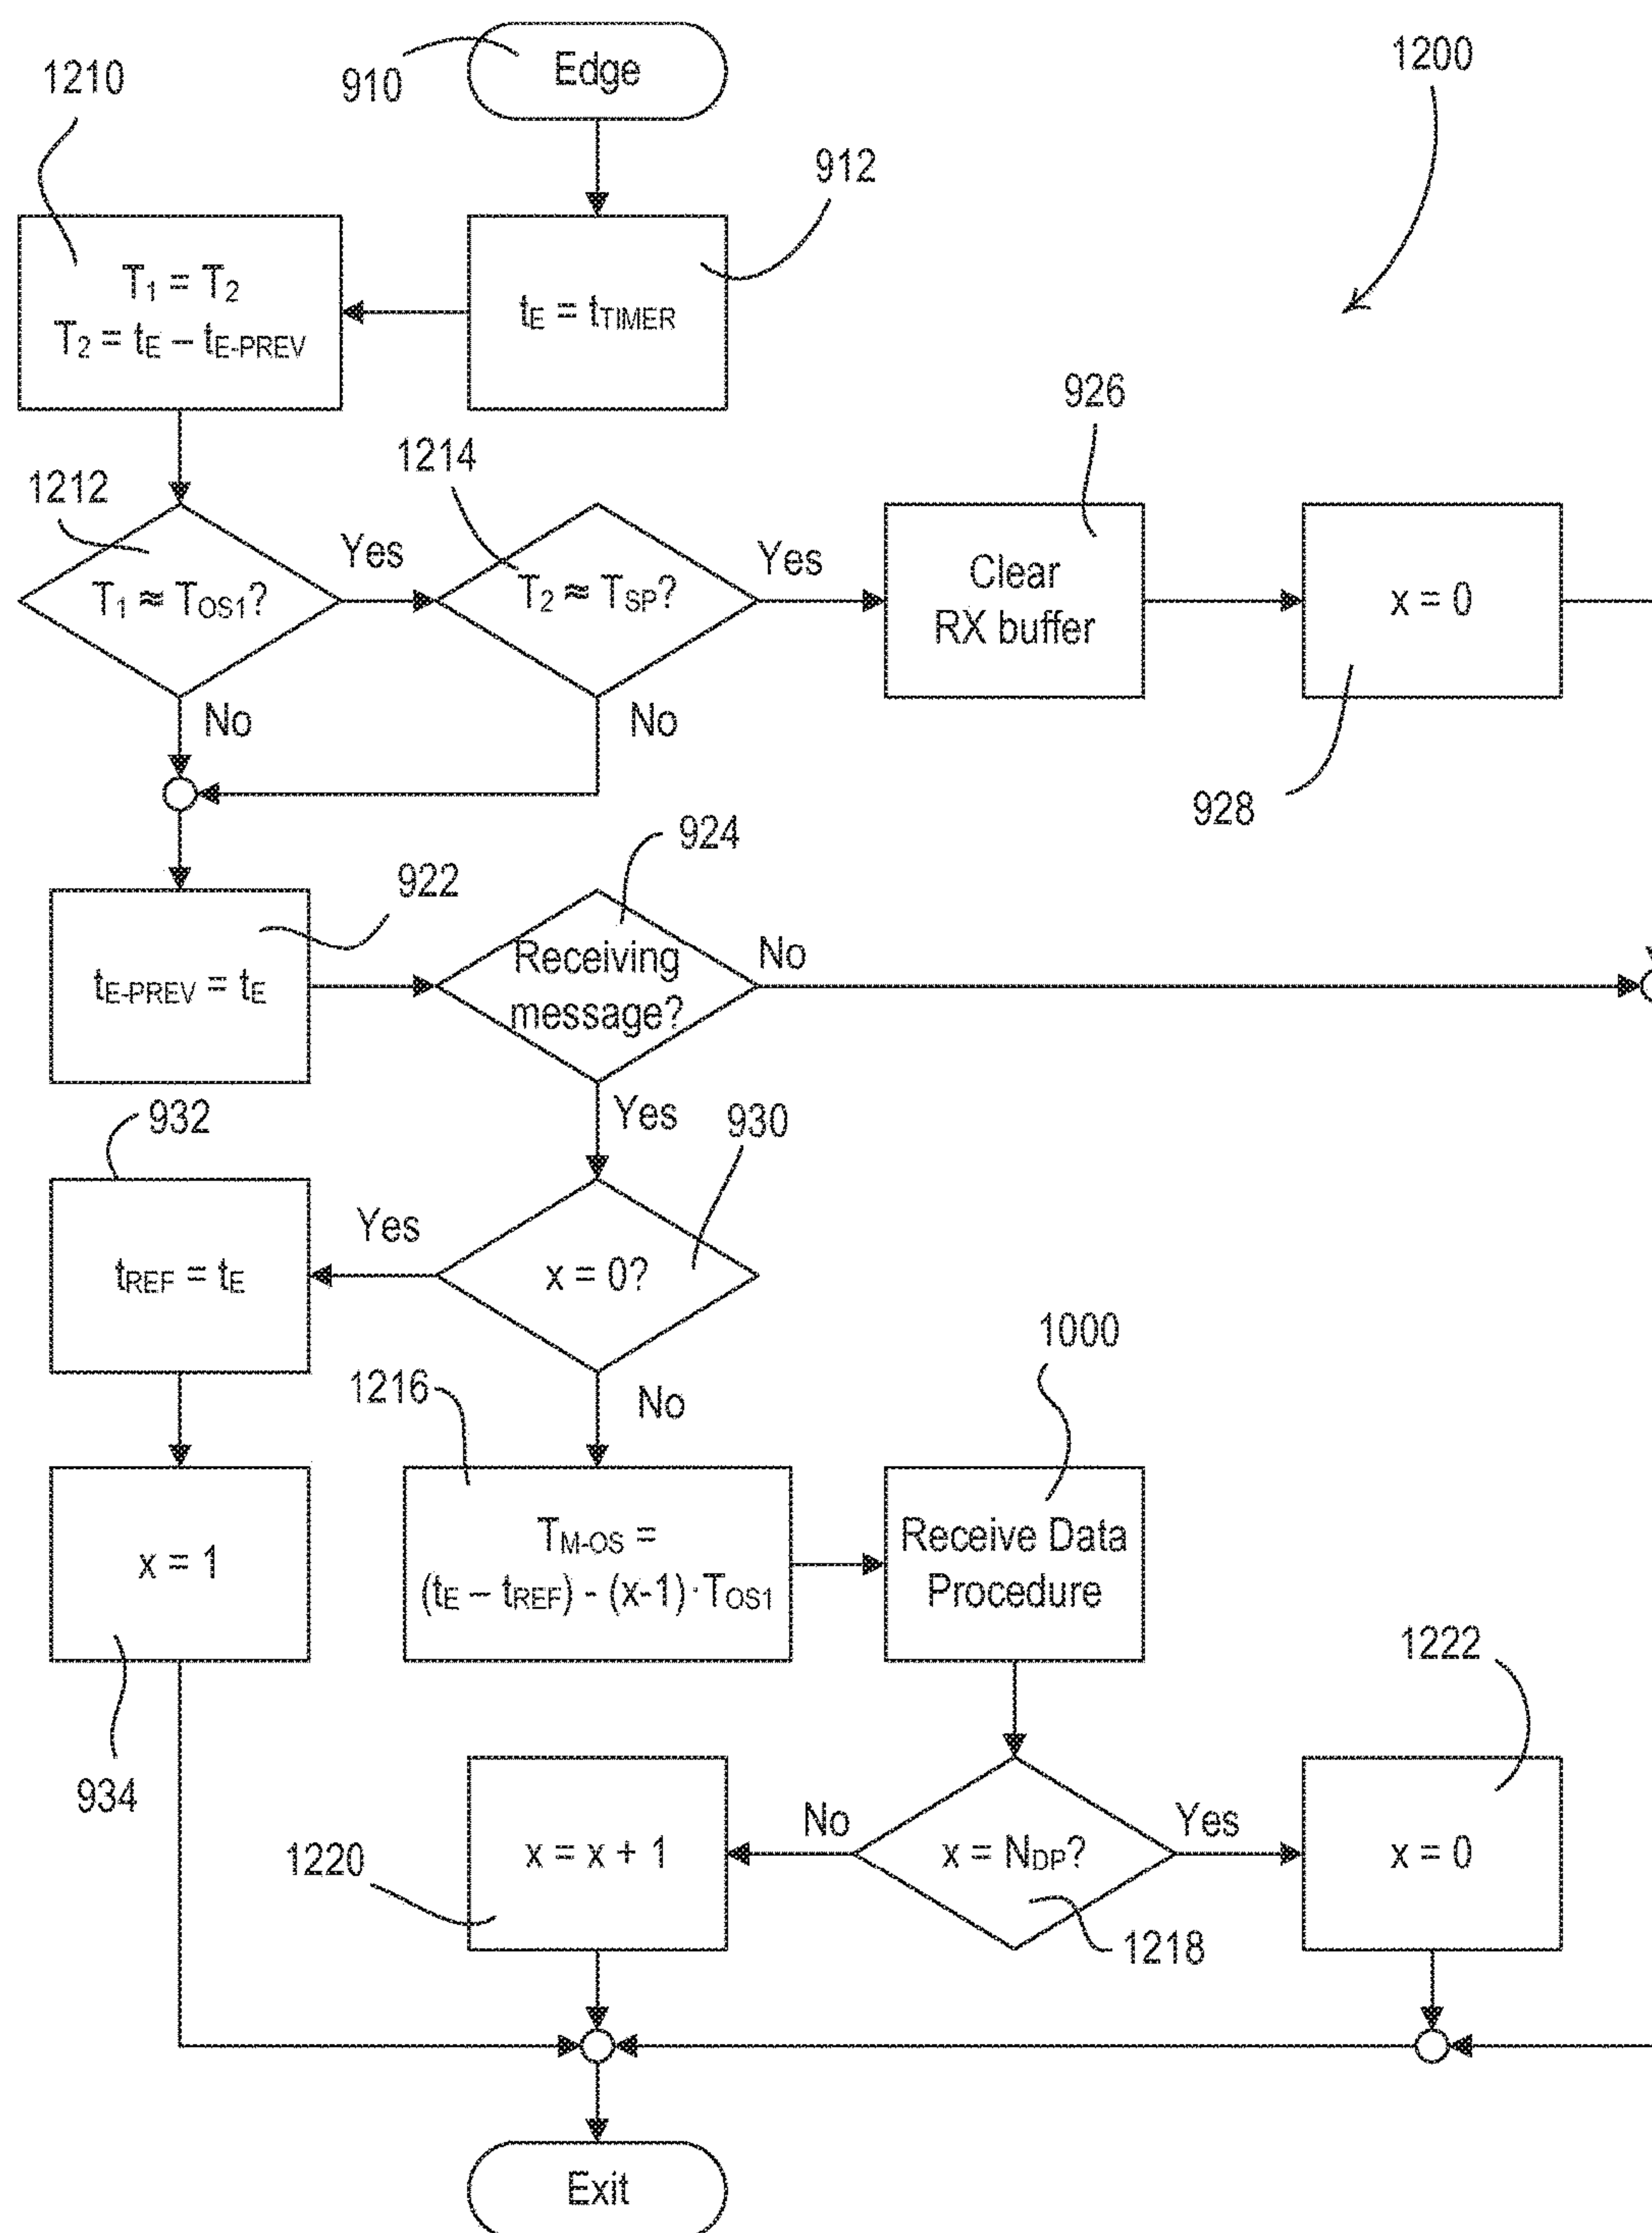 Edge
910
1200
1210
912
T₁ = T₂
T₂ = tE – tE-PREV
tE = tTIMER
926
1214
1212
Yes
Yes
T₁ ≈ TOS1?
T₂ ≈ TSP?
Clear
RX buffer
x = 0
No
No
928
924
922
tE-PREV = tE
Receiving
message?
No
Yes
932
930
Yes
tREF = tE
x = 0?
1000
1216
No
x = 1
TM-OS =
(tE – tREF) - (x-1)·TOS1
Receive Data
Procedure
1222
934
No
Yes
1220
x = x + 1
x = NDP?
x = 0
1218
Exit